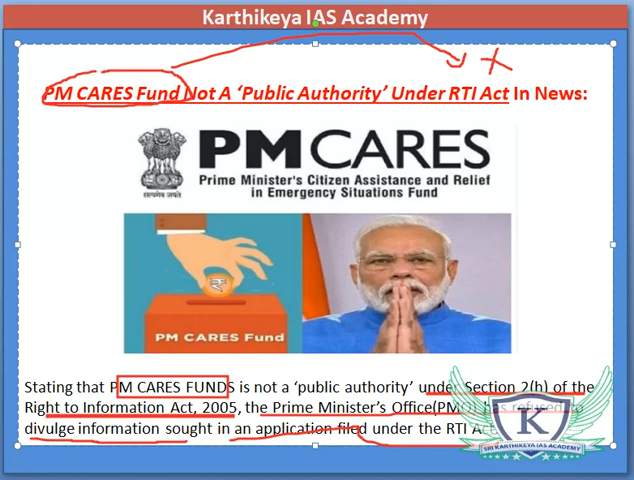 Karthikeya IAS Academy
PM CARES Fund Not A ‘Public Authority’ Under RTI Act In News:
PM CARES
Prime Minister's Citizen Assistance and Relief
in Emergency Situations Fund
सत्यमेव जयते
PM CARES Fund
Stating that PM CARES FUNDS is not a ‘public authority’ under Section 2(h) of the
Right to Information Act, 2005, the Prime Minister’s Office(PMO) has refused to
divulge information sought in an application filed under the RTI
K
SRI KARTHIKEYA IAS ACADEMY